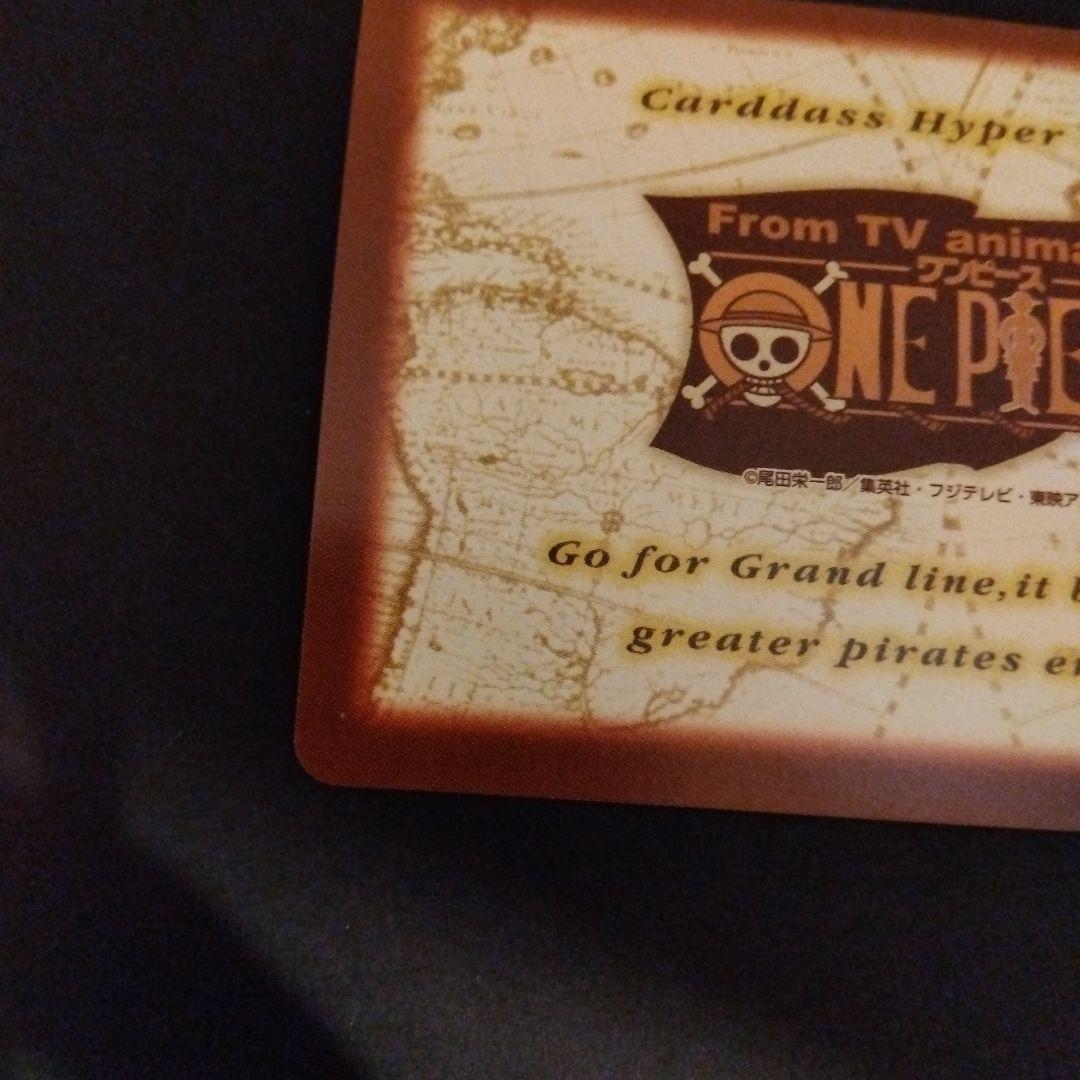 Carddass Hyper
From TV anima
ワンピース
ONE PIE
©尾田栄一郎／集英社・フジテレビ・東映ア
Go for Grand line,it b
greater pirates er